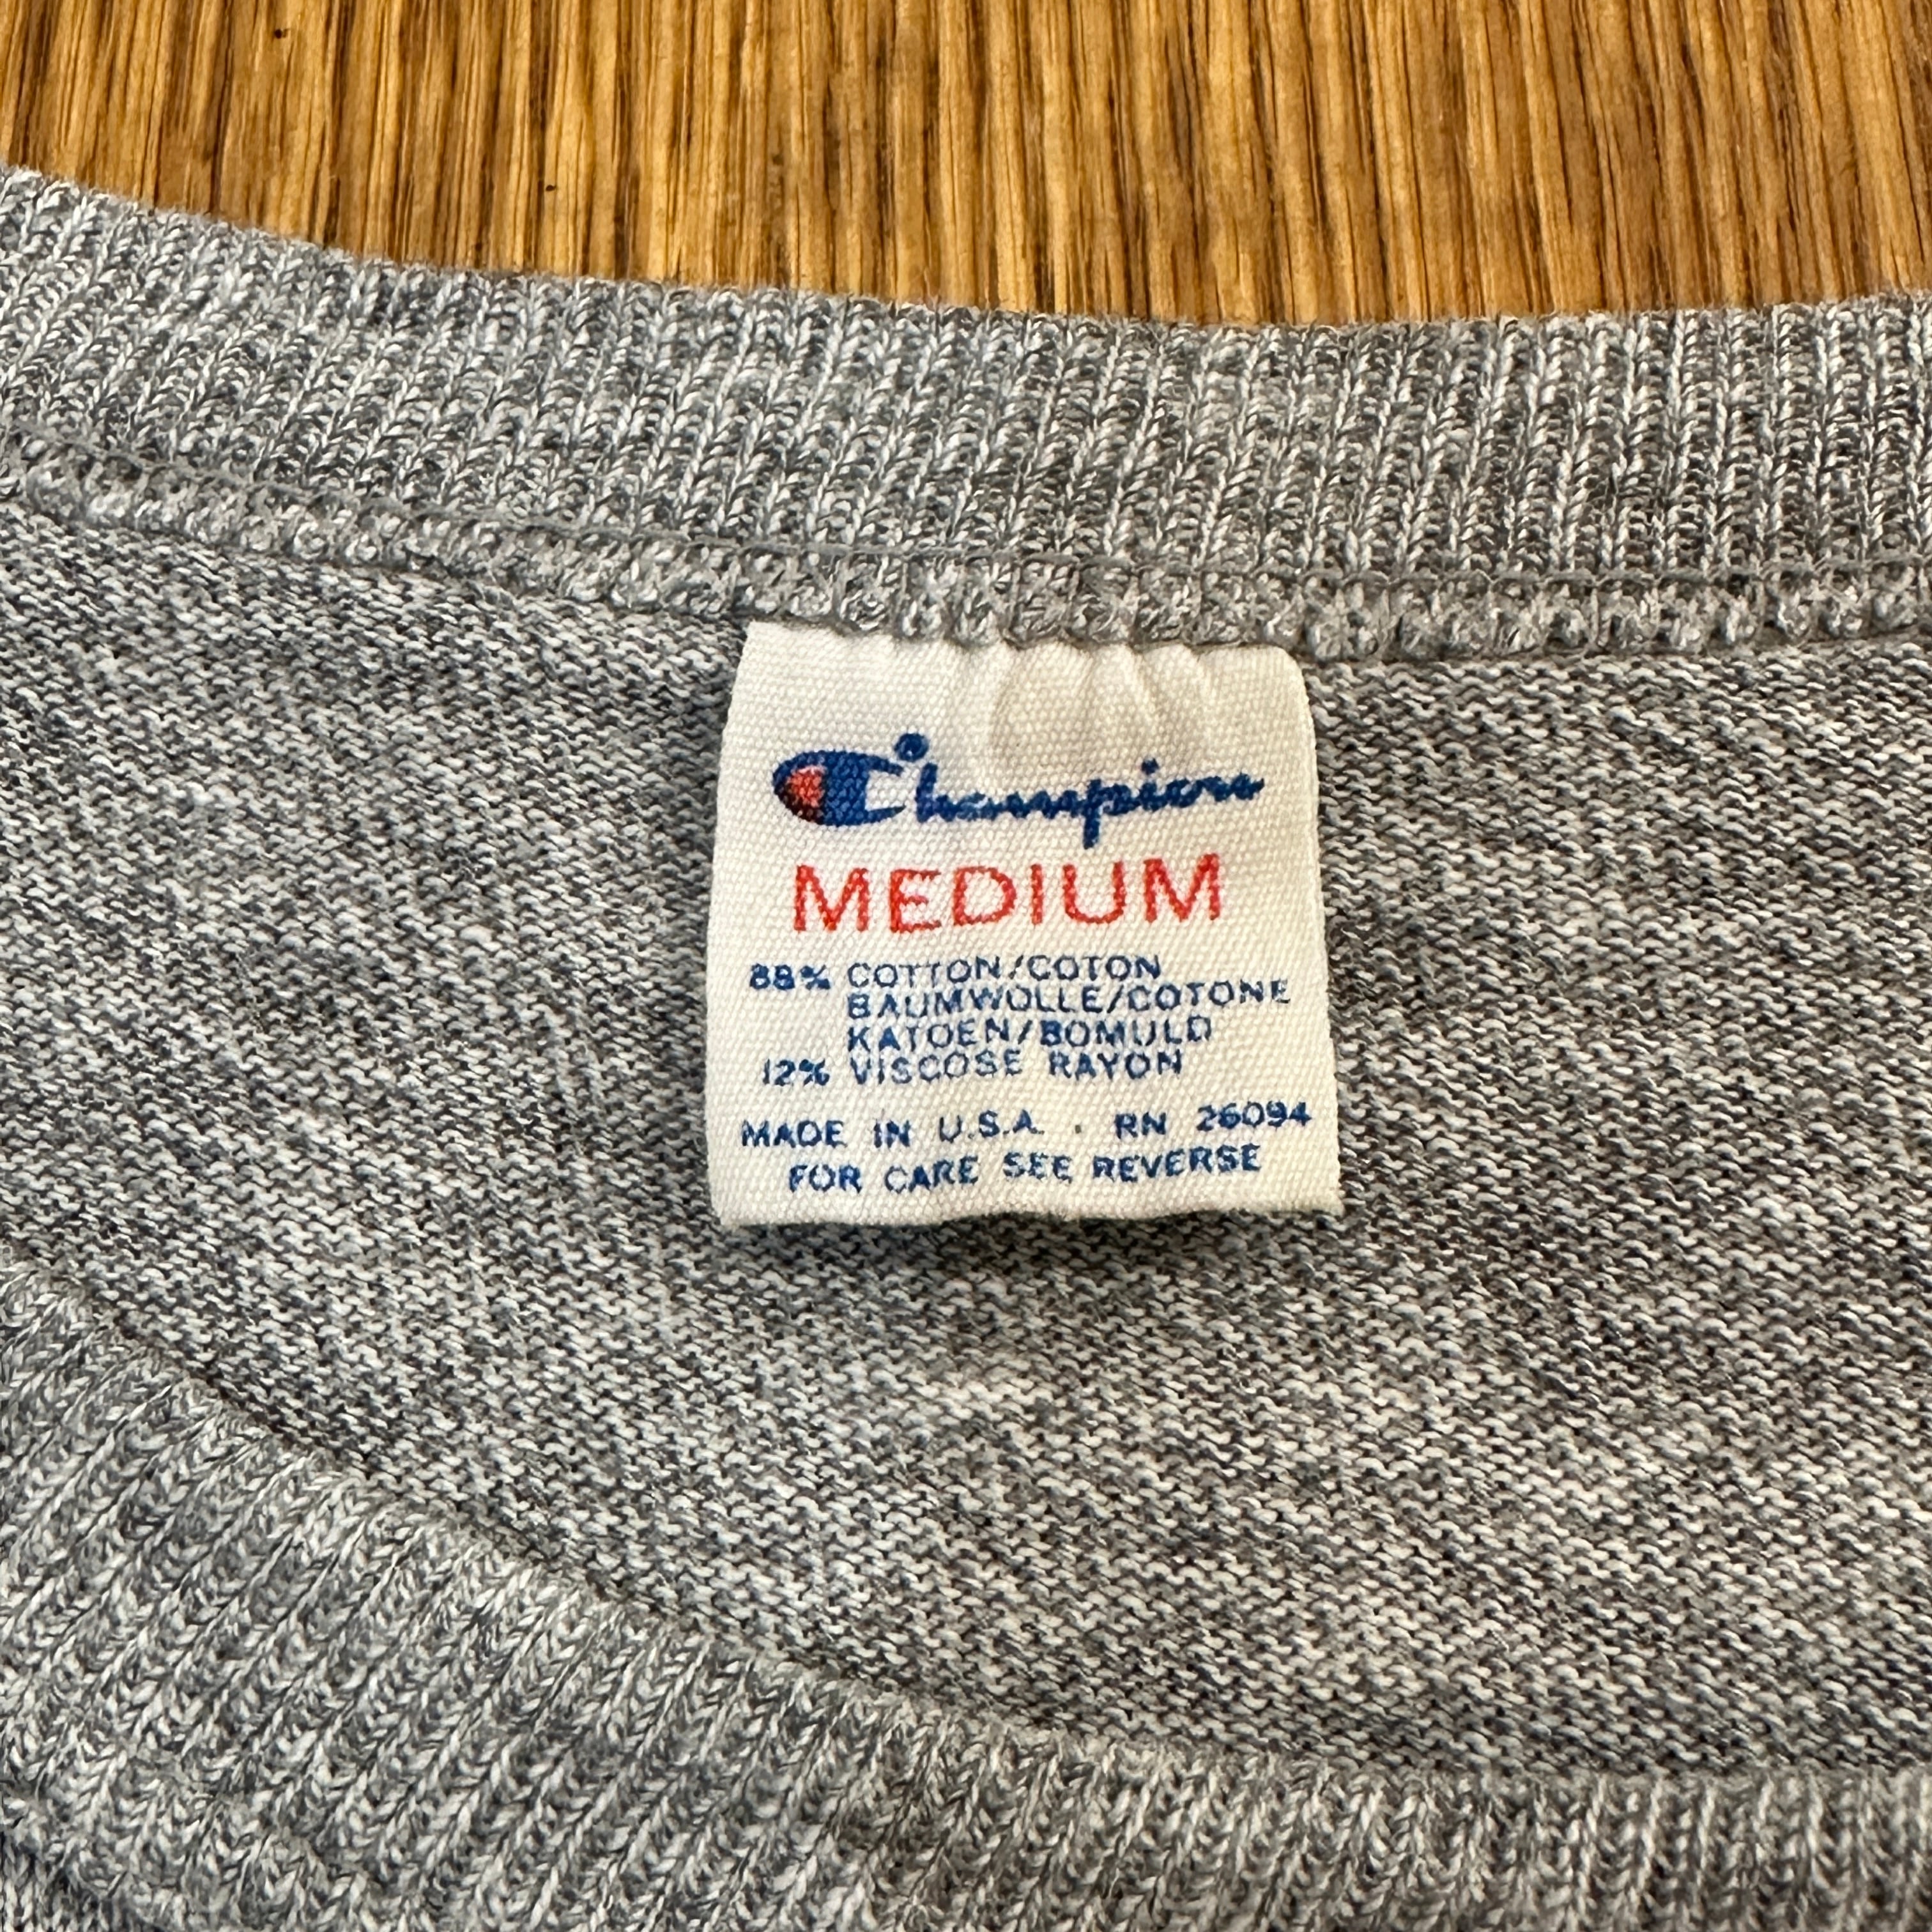 Champion
MEDIUM
88% COTTON/COTON
BAUMWOLLE/COTONE
KATOEN/BOMULD
12% VISCOSE RAYON
MADE IN U.S.A. . RN 26094
FOR CARE SEE REVERSE